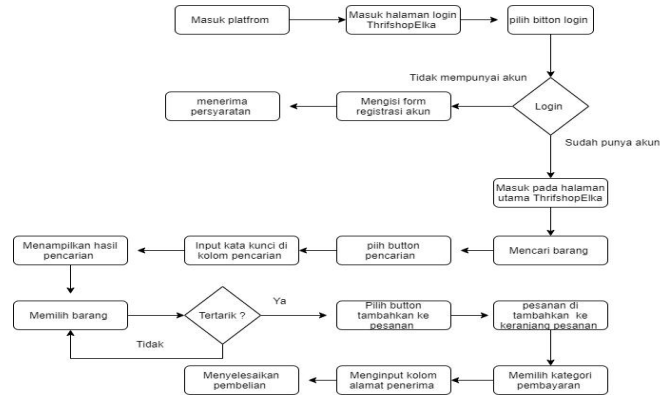 Masuk platfrom
Masuk halaman login
ThrifshopElka
pilih bitton login
Tidak mempunyai akun
menerima
persyaratan
Mengisi form
registrasi akun
Login
Sudah punya akun
Masuk pada halaman
utama ThrifshopElka
Menampilkan hasil
pencarian
Input kata kunci di
kolom pencarian
piih button
pencarian
Mencari barang
Memilih barang
Tertarik ?
Ya
Tidak
Pilih button
tambahkan ke
pesanan
pesanan di
tambahkan ke
keranjang pesanan
Menyelesaikan
pembelian
Menginput kolom
alamat penerima
Memilih kategori
pembayaran